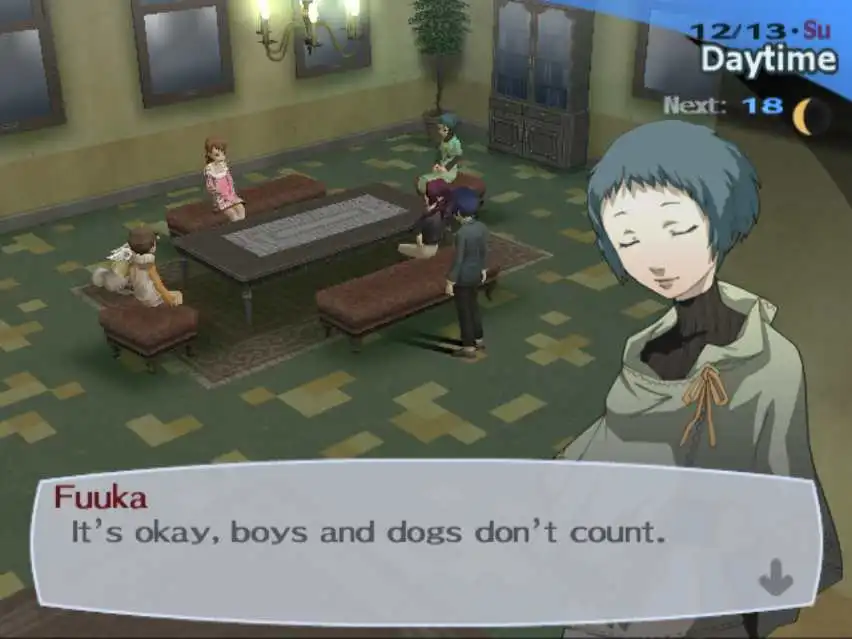 12/13・Su
Daytime
Next: 18
Fuuka
It's okay, boys and dogs don't count.